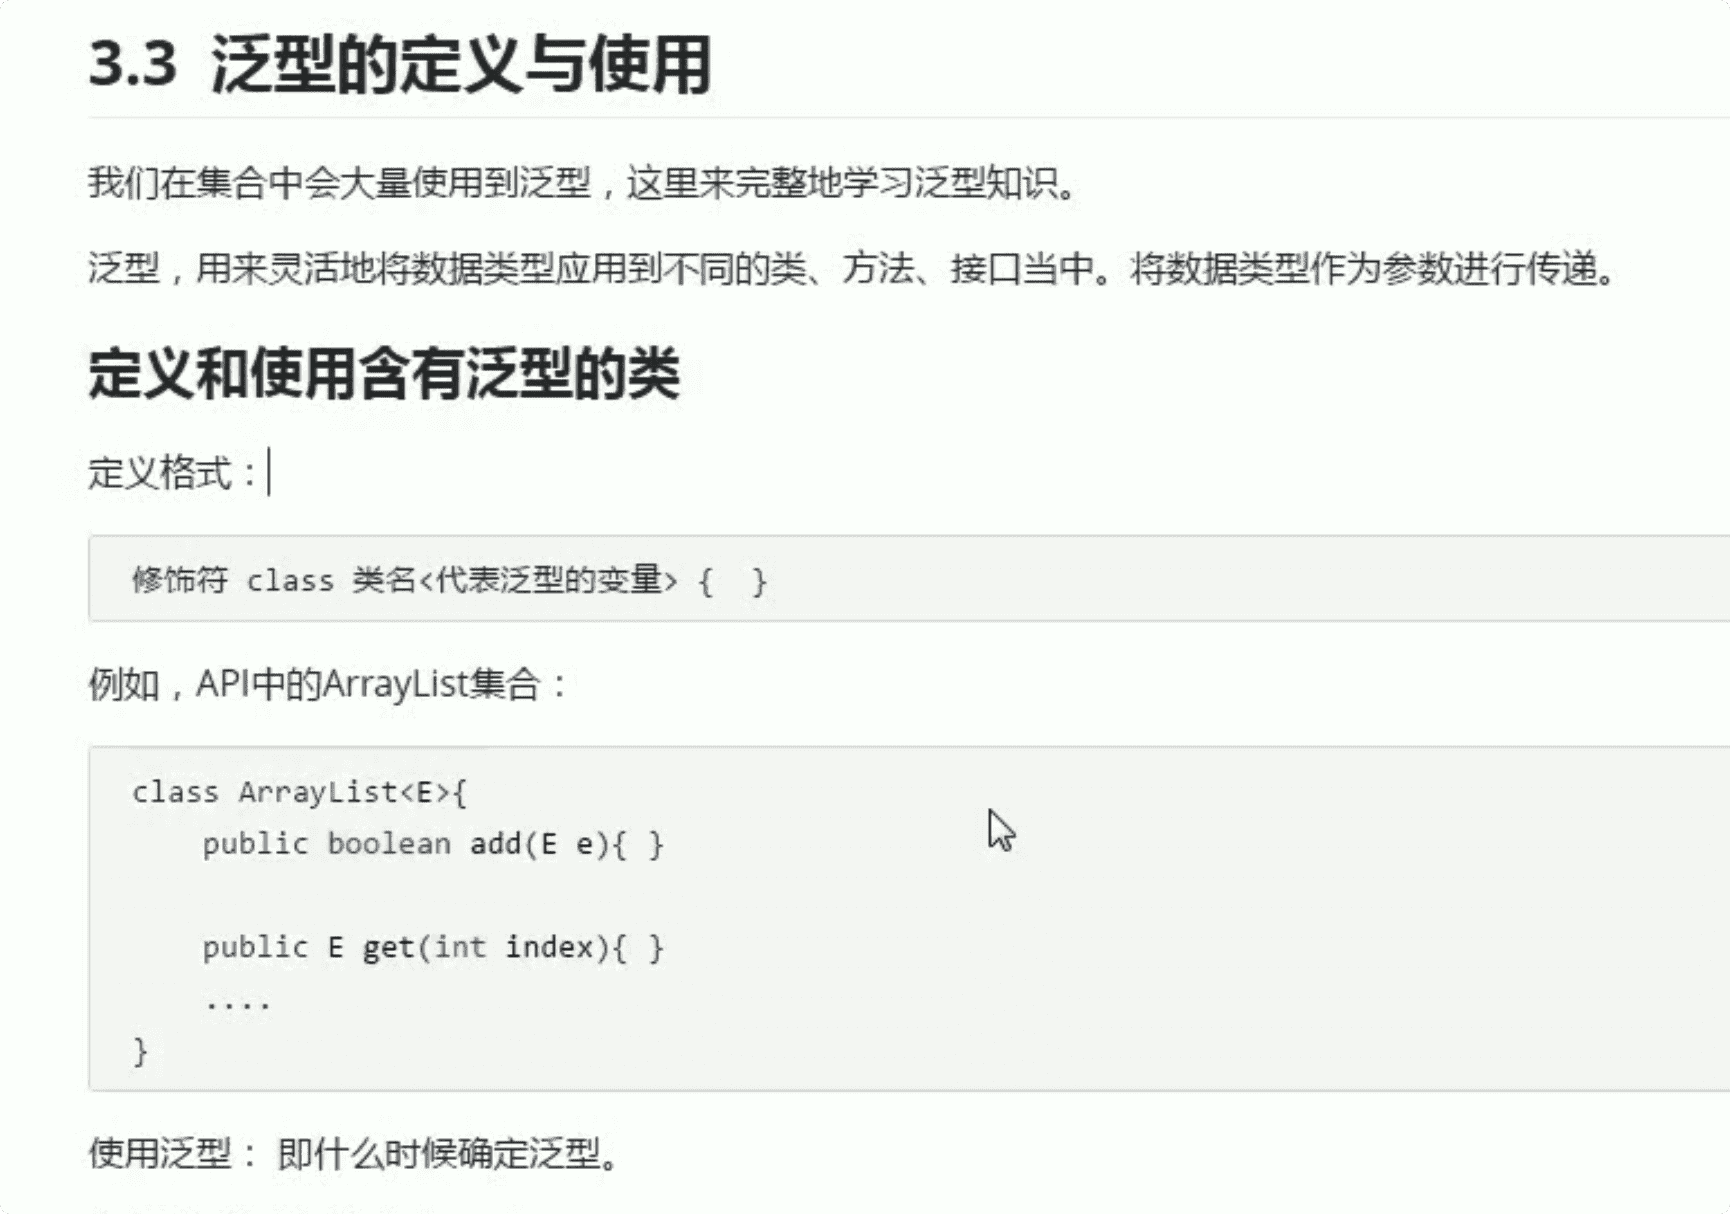 3.3 泛型的定义与使用
我们在集合中会大量使用到泛型，这里来完整地学习泛型知识。
泛型，用来灵活地将数据类型应用到不同的类、方法、接口当中。将数据类型作为参数进行传递。
定义和使用含有泛型的类
定义格式：
修饰符 class 类名<代表泛型的变量> {  }
例如，API中的ArrayList集合：
class ArrayList<E>{
    public boolean add(E e){ }
    public E get(int index){ }
    ....
}
使用泛型： 即什么时候确定泛型。